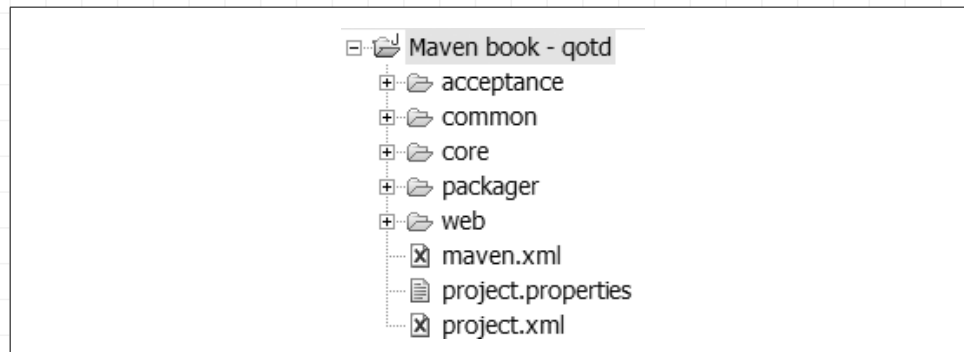 Maven book - qotd
acceptance
common
core
packager
web
maven.xml
project.properties
project.xml